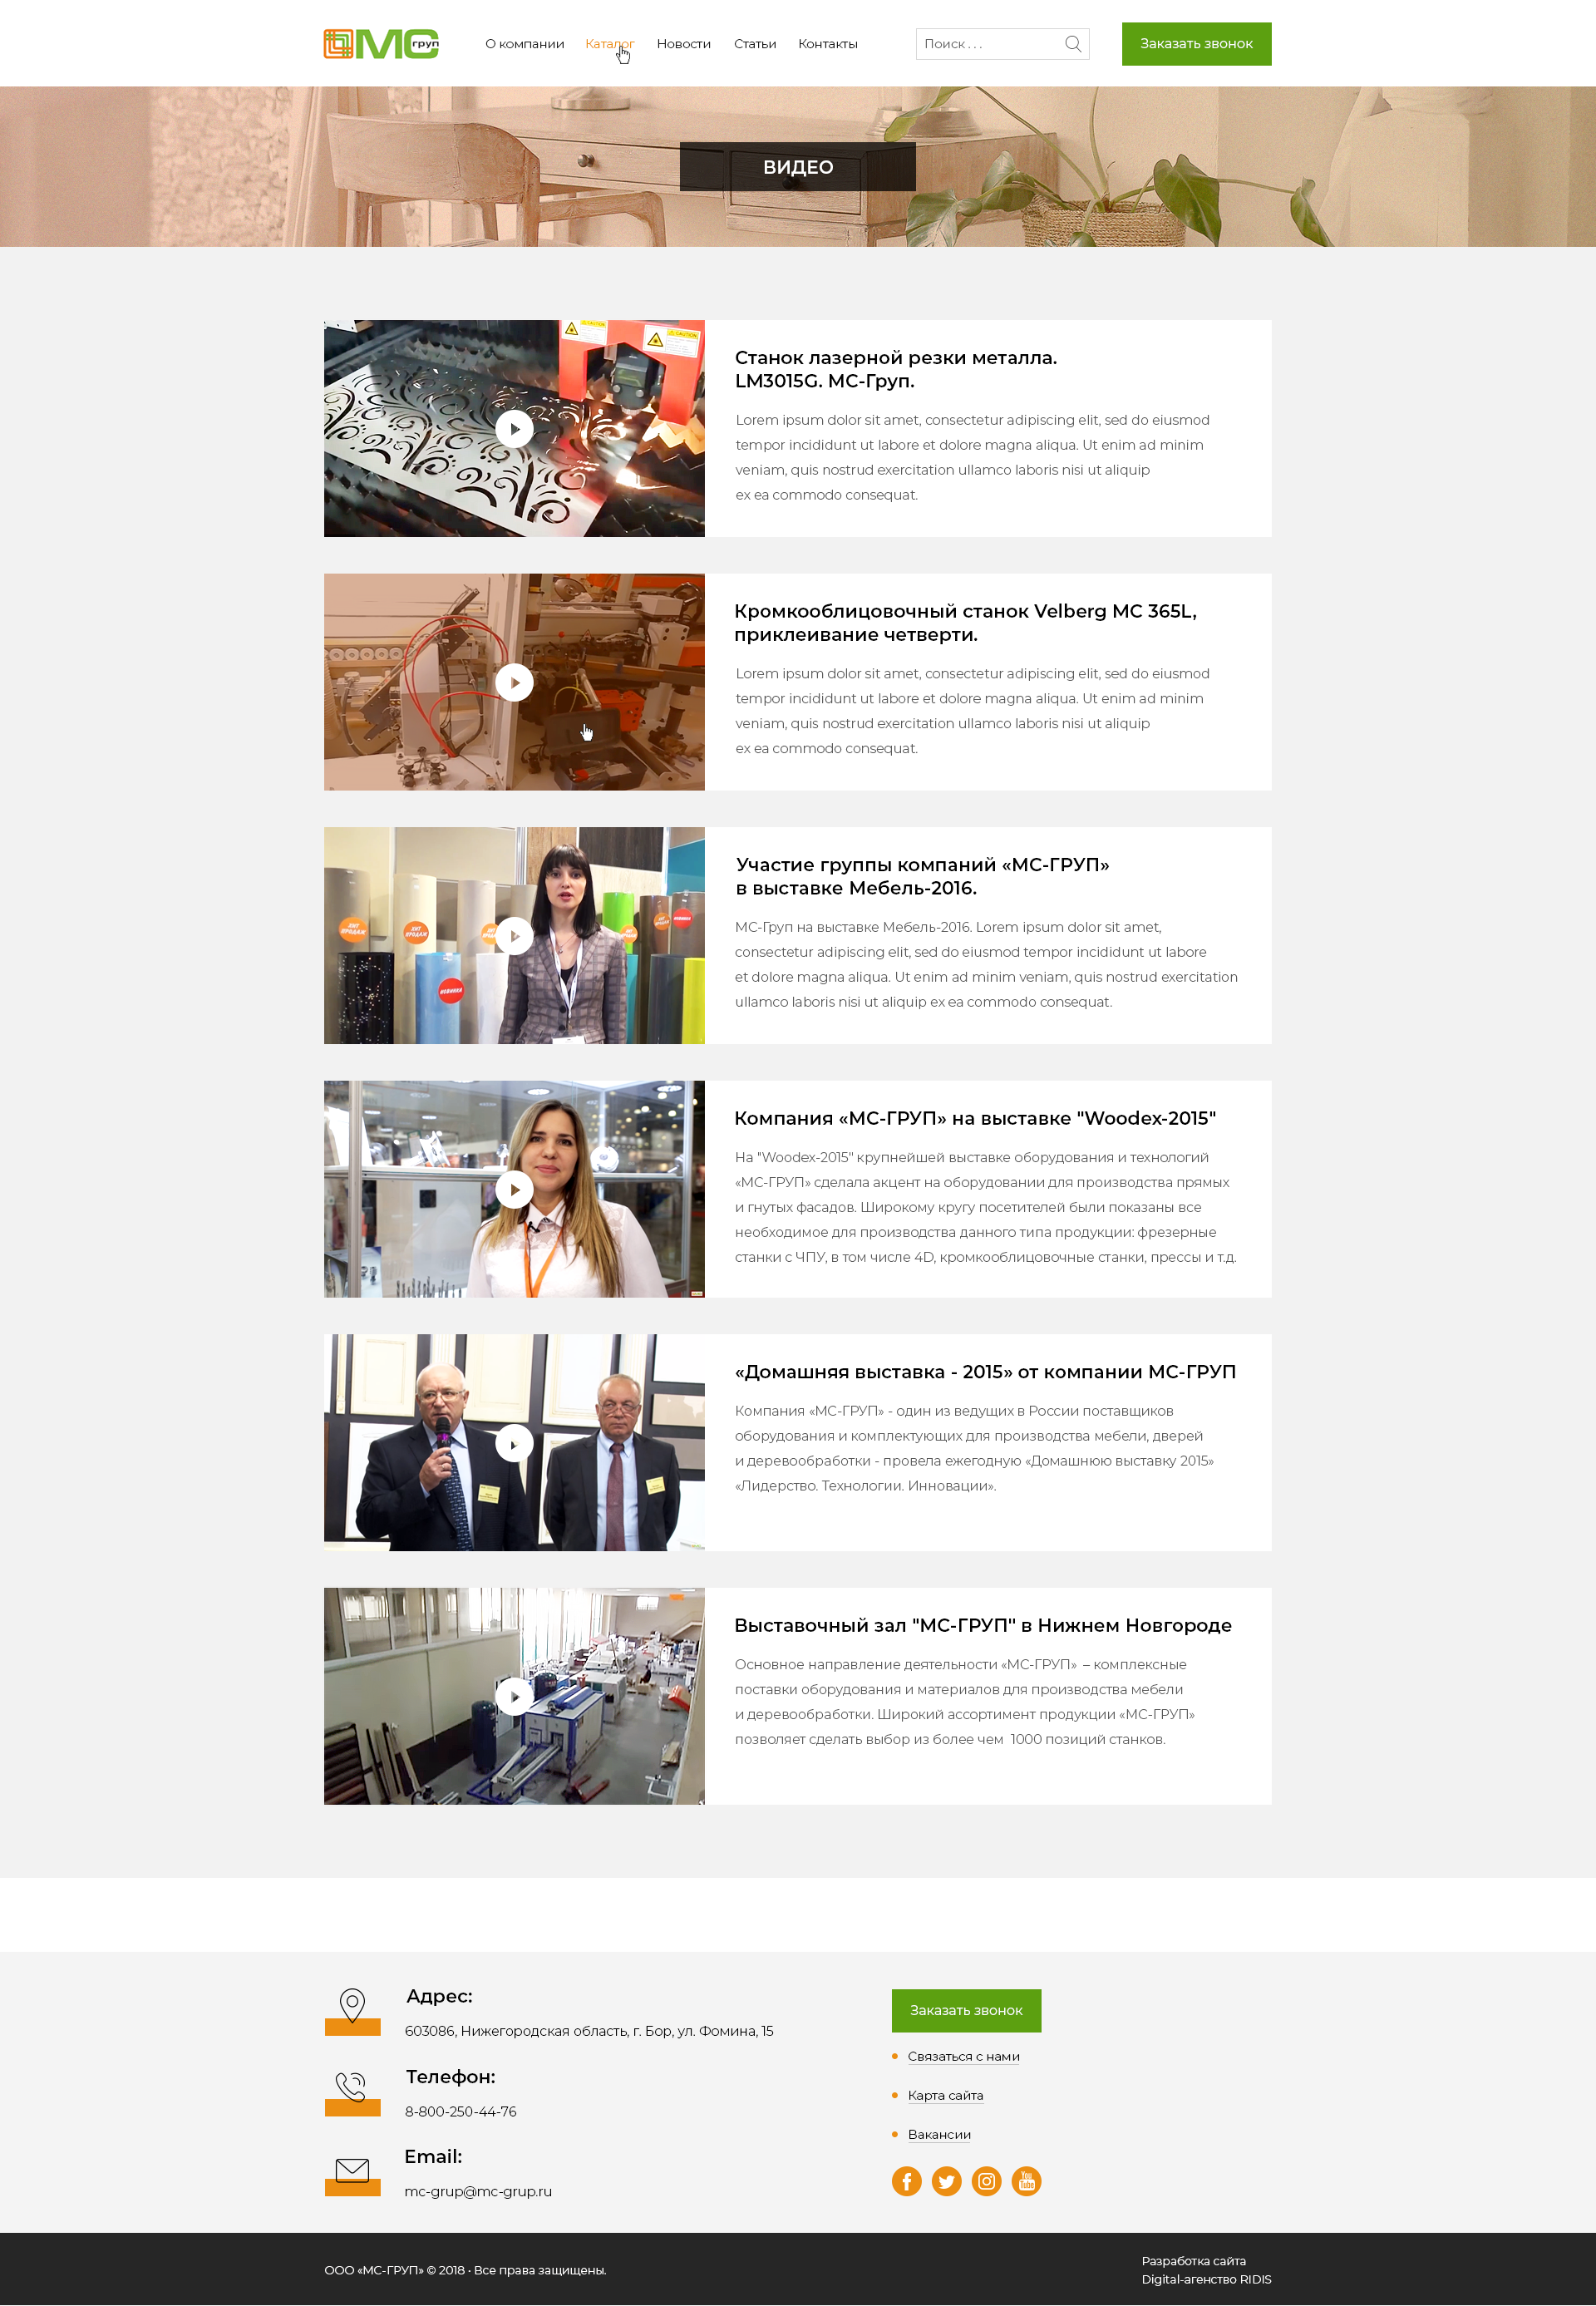 МС груп
О компании Каталог Новости Статьи Контакты Поиск . . . Заказать звонок
ВИДЕО
CAUTION
CAUTION
Станок лазерной резки металла.
LM3015G. МС-Груп.
Lorem ipsum dolor sit amet, consectetur adipiscing elit, sed do eiusmod
tempor incididunt ut labore et dolore magna aliqua. Ut enim ad minim
veniam, quis nostrud exercitation ullamco laboris nisi ut aliquip
ex ea commodo consequat.
Кромкооблицовочный станок Velberg МС 365L,
приклеивание четверти.
Lorem ipsum dolor sit amet, consectetur adipiscing elit, sed do eiusmod
tempor incididunt ut labore et dolore magna aliqua. Ut enim ad minim
veniam, quis nostrud exercitation ullamco laboris nisi ut aliquip
ex ea commodo consequat.
ХИТ ПРОДАЖ
ХИТ ПРОДАЖ
НОВИНКА
Участие группы компаний «МС-ГРУП»
в выставке Мебель-2016.
МС-Груп на выставке Мебель-2016. Lorem ipsum dolor sit amet,
consectetur adipiscing elit, sed do eiusmod tempor incididunt ut labore
et dolore magna aliqua. Ut enim ad minim veniam, quis nostrud exercitation
ullamco laboris nisi ut aliquip ex ea commodo consequat.
Компания «МС-ГРУП» на выставке "Woodex-2015"
На "Woodex-2015" крупнейшей выставке оборудования и технологий
«МС-ГРУП» сделала акцент на оборудовании для производства прямых
и гнутых фасадов. Широкому кругу посетителей были показаны все
необходимое для производства данного типа продукции: фрезерные
станки с ЧПУ, в том числе 4D, кромкооблицовочные станки, прессы и т.д.
«Домашняя выставка - 2015» от компании МС-ГРУП
Компания «МС-ГРУП» - один из ведущих в России поставщиков
оборудования и комплектующих для производства мебели, дверей
и деревообработки - провела ежегодную «Домашнюю выставку 2015»
«Лидерство. Технологии. Инновации».
Выставочный зал "МС-ГРУП" в Нижнем Новгороде
Основное направление деятельности «МС-ГРУП» – комплексные
поставки оборудования и материалов для производства мебели
и деревообработки. Широкий ассортимент продукции «МС-ГРУП»
позволяет сделать выбор из более чем 1000 позиций станков.
Адрес:
603086, Нижегородская область, г. Бор, ул. Фомина, 15
Телефон:
8-800-250-44-76
Email:
mc-grup@mc-grup.ru
Заказать звонок
Связаться с нами
Карта сайта
Вакансии
You Tube
ООО «МС-ГРУП» © 2018 • Все права защищены.
Разработка сайта
Digital-агенство RIDIS